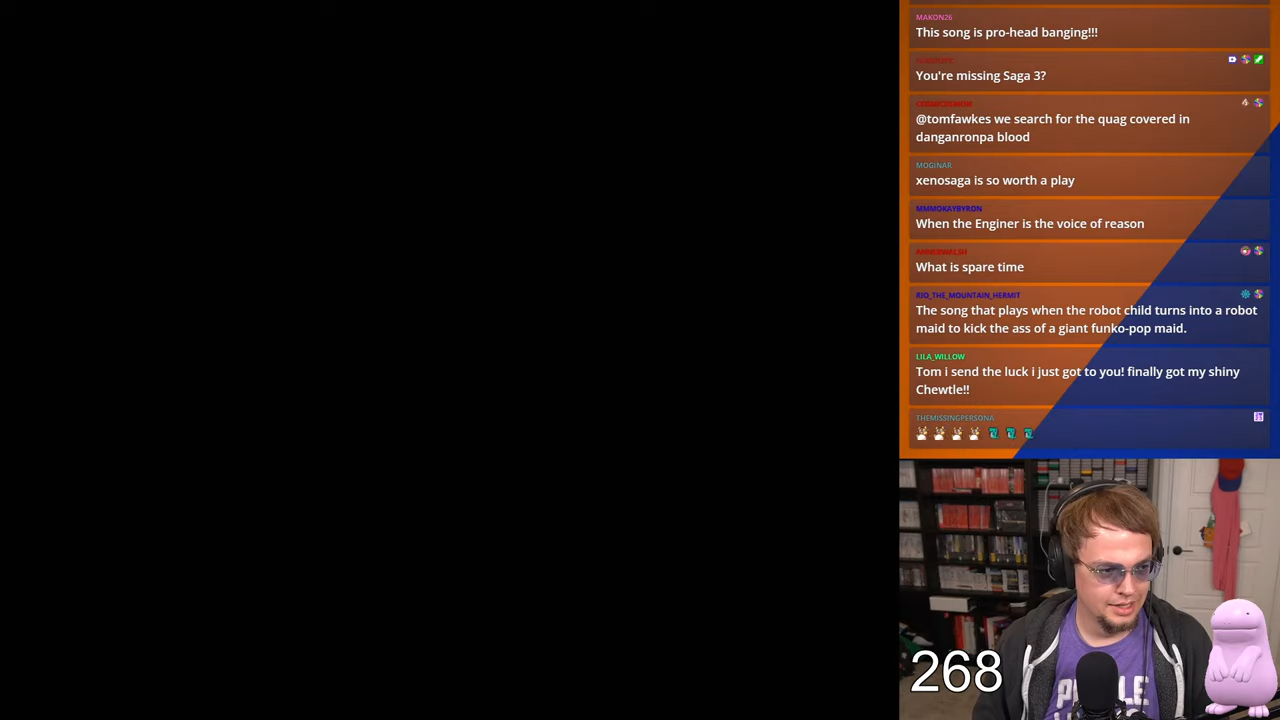 MAKON26
This song is pro-head banging!!!
You're missing Saga 3?
@tomfawkes we search for the quag covered in
danganronpa blood
MOGINAR
xenosaga is so worth a play
MMMOKAYBYRON
When the Enginer is the voice of reason
What is spare time
RIO_THE_MOUNTAIN_HERMIT
The song that plays when the robot child turns into a robot
maid to kick the ass of a giant funko-pop maid.
LILA_WILLOW
Tom i send the luck i just got to you! finally got my shiny
Chewtle!!
THEMISSINGPERSONA
268